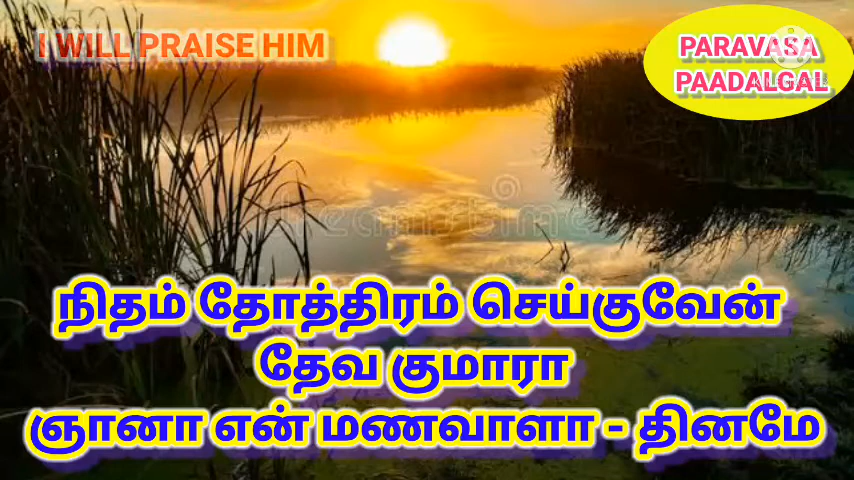 I WILL PRAISE HIM
PARAVASA
PAADALGAL
நிதம் தோத்திரம் செய்குவேன்
தேவ குமாரா
ஞானா என் மணவாளா - தினமே